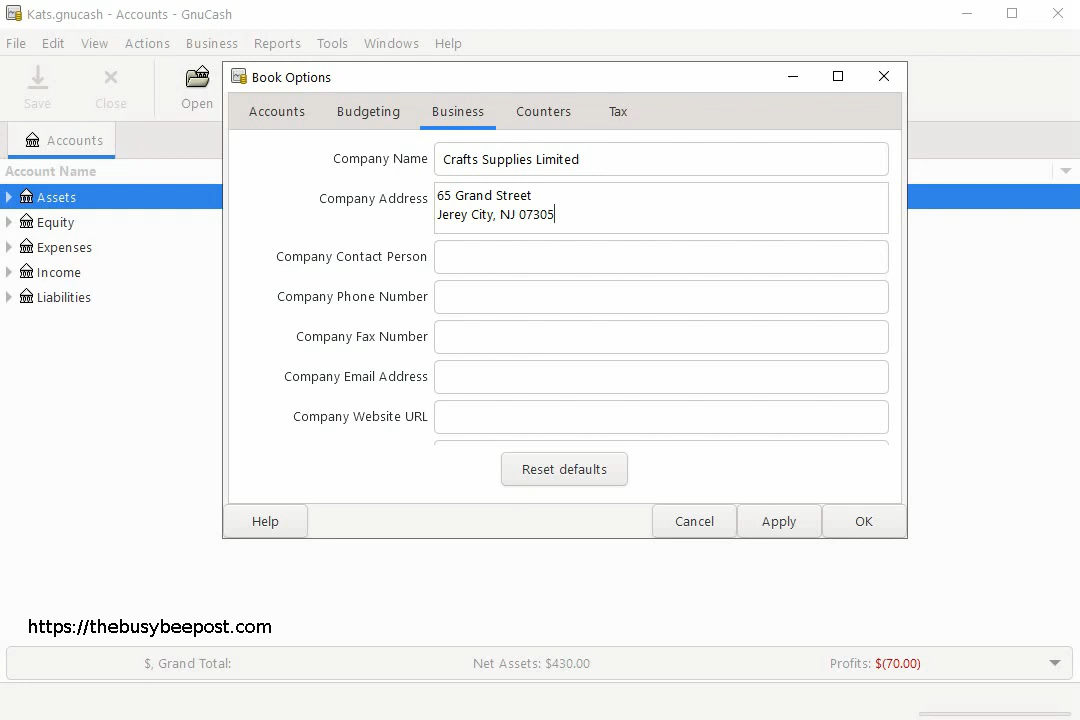 Kats.gnucash - Accounts - GnuCash
File Edit View Actions Business Reports Tools Windows Help
Save Close Open
Book Options
Accounts Budgeting Business Counters Tax
Accounts
Account Name
Assets
Equity
Expenses
Income
Liabilities
Company Name Crafts Supplies Limited
Company Address 65 Grand Street
Jerey City, NJ 07305
Company Contact Person
Company Phone Number
Company Fax Number
Company Email Address
Company Website URL
Reset defaults
Help Cancel Apply OK
https://thebusybeepost.com
$, Grand Total: Net Assets: $430.00 Profits: $(70.00)